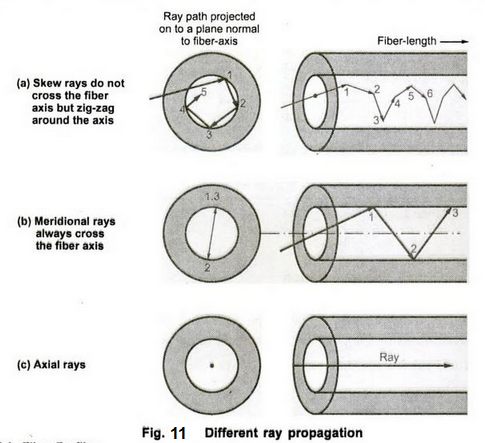 Ray path projected
on to a plane normal
to fiber-axis
Fiber-length
(a) Skew rays do not
cross the fiber
axis but zig-zag
around the axis
1
2
3
4
5
1
2
3
4
5
6
(b) Meridional rays
always cross
the fiber axis
1.3
2
1
2
3
(c) Axial rays
Ray
Fig. 11 Different ray propagation